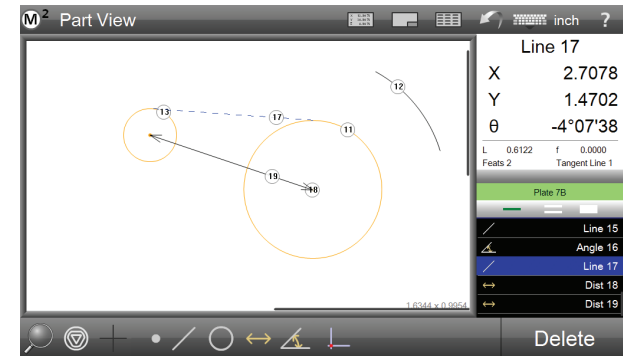 M² Part View inch ?
13
17
12
11
19
18
1.6344 x 0.9954
Line 17
X 2.7078
Y 1.4702
θ -4°07'38
L 0.6122 f 0.0000
Feats 2 Tangent Line 1
Plate 7B
Line 15
Angle 16
Line 17
Dist 18
Dist 19
Delete